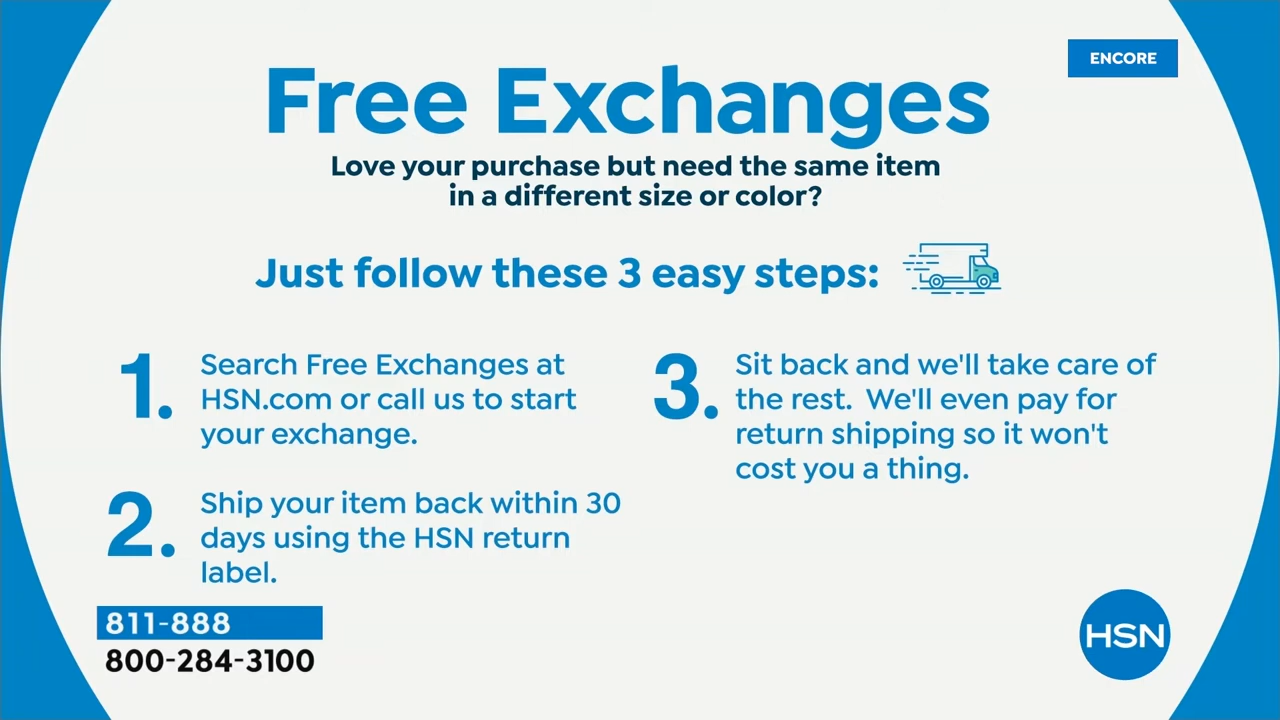 ENCORE
Free Exchanges
Love your purchase but need the same item
in a different size or color?
Just follow these 3 easy steps:
1. Search Free Exchanges at
HSN.com or call us to start
your exchange.
2. Ship your item back within 30
days using the HSN return
label.
3. Sit back and we'll take care of
the rest. We'll even pay for
return shipping so it won't
cost you a thing.
811-888
800-284-3100
HSN